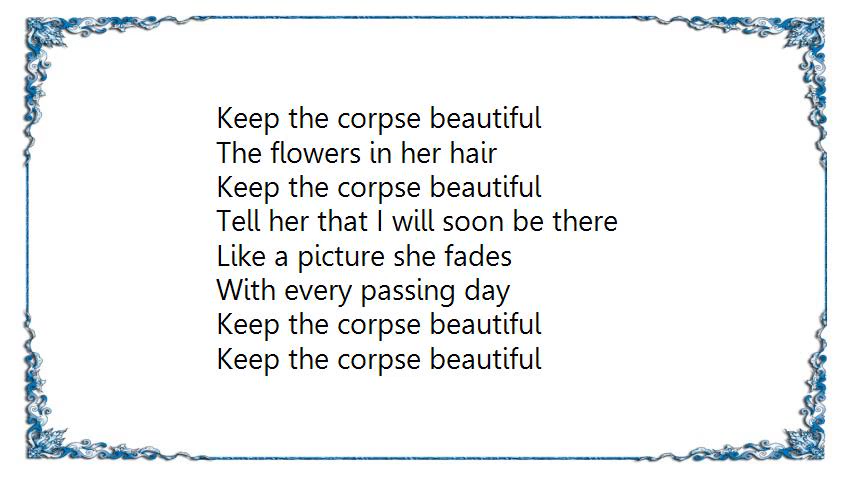 Keep the corpse beautiful
The flowers in her hair
Keep the corpse beautiful
Tell her that I will soon be there
Like a picture she fades
With every passing day
Keep the corpse beautiful
Keep the corpse beautiful